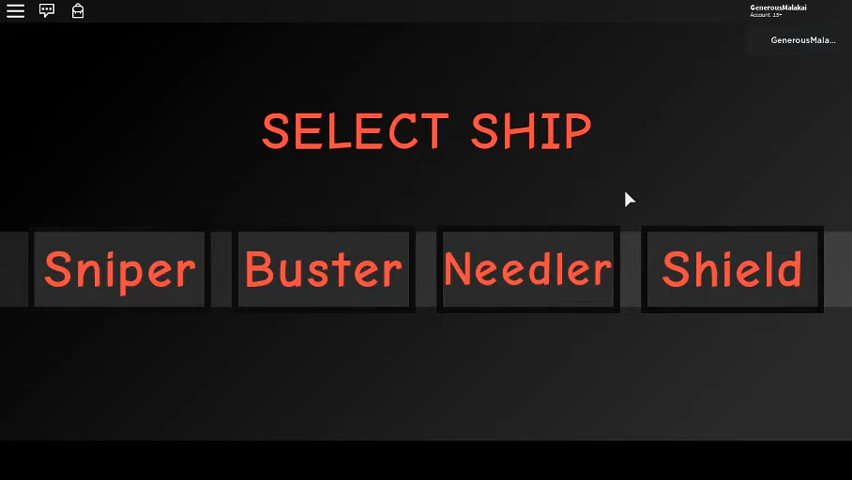 GenerousMalakai
Account: 13+
GenerousMala...
SELECT SHIP
Sniper
Buster
Needler
Shield